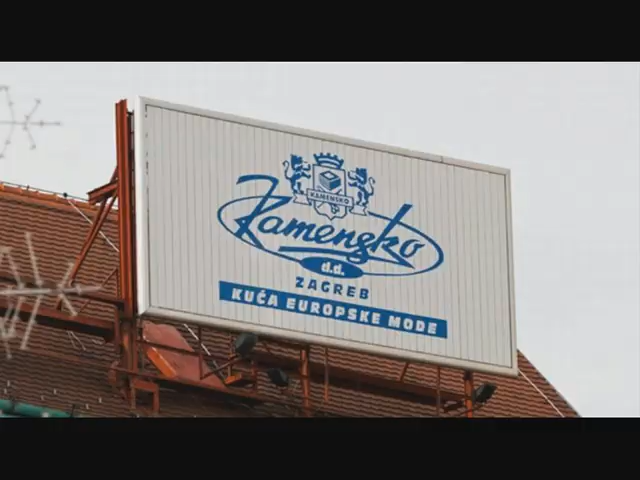 KAMENSKO
Kamensko
d.d.
ZAGREB
KUĆA EUROPSKE MODE